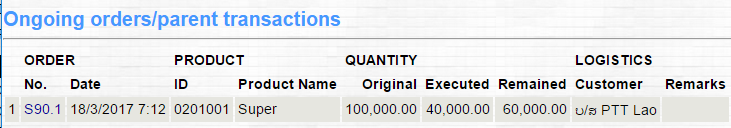 Ongoing orders/parent transactions
ORDER PRODUCT QUANTITY LOGISTICS
No. Date ID Product Name Original Executed Remained Customer Remarks
1 S90.1 18/3/2017 7:12 0201001 Super 100,000.00 40,000.00 60,000.00 ບ/ສ PTT Lao